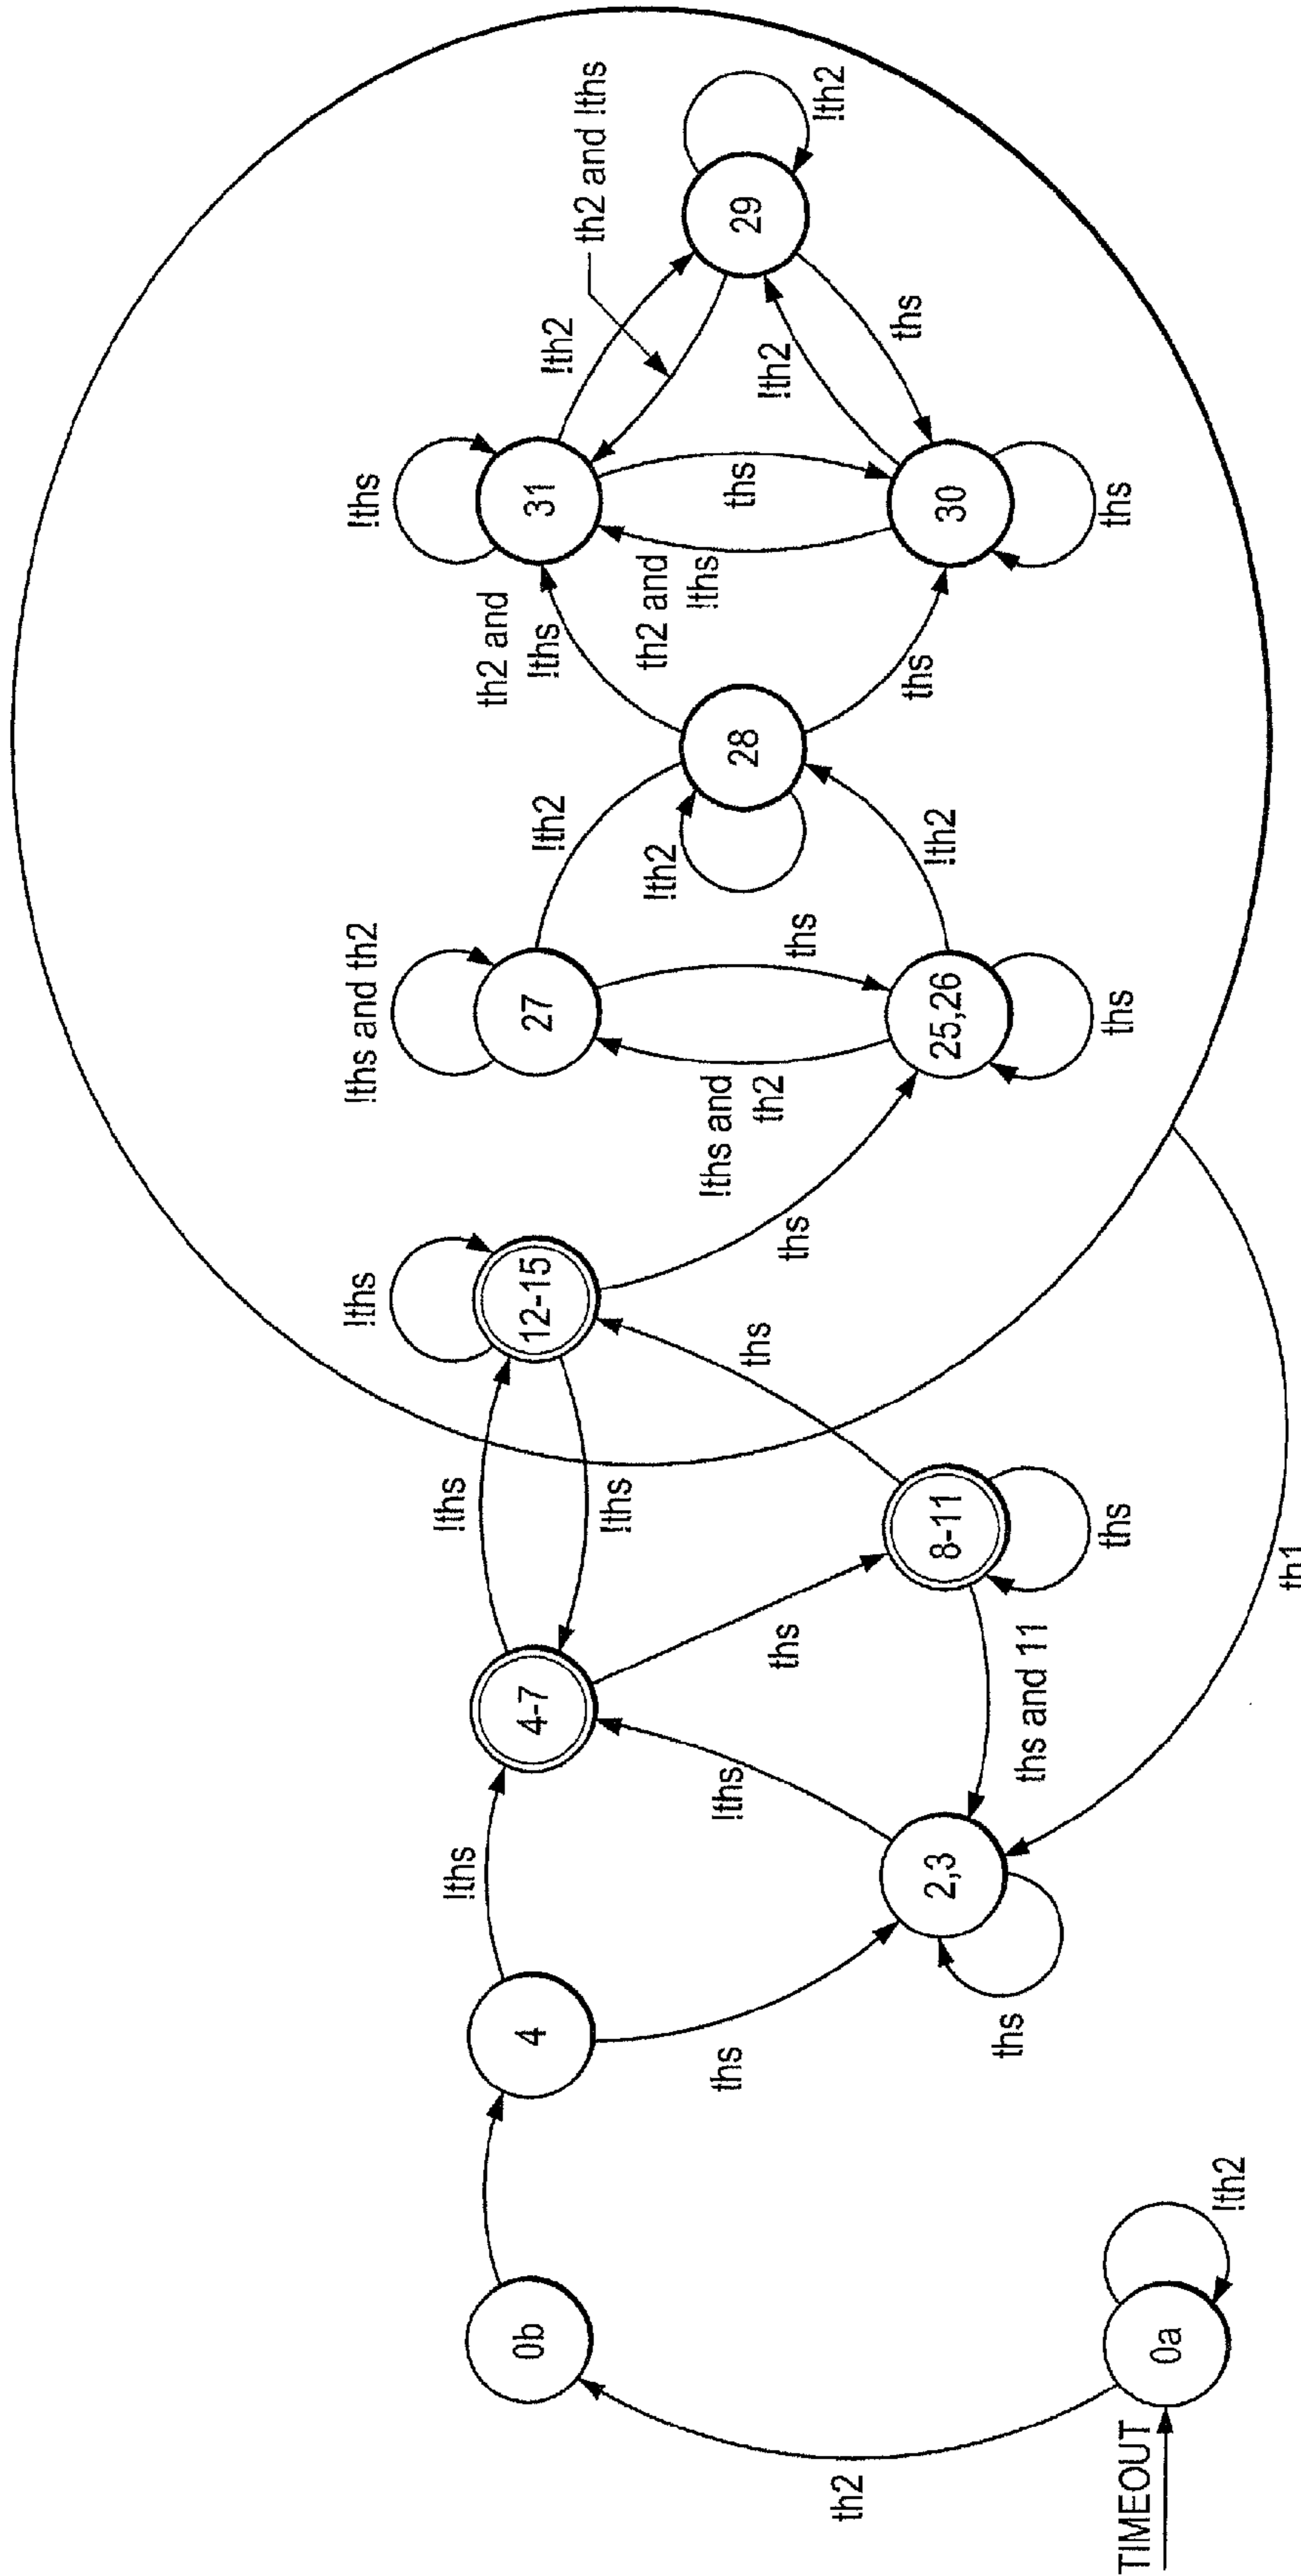 TIMEOUT
0a
!th2
th2
0b
4
!ths
ths
2,3
ths
!ths
4-7
ths
!ths
!ths
8-11
ths
ths and 11
ths
12-15
!ths
ths
th1
25,26
ths
!ths and
th2
ths
27
!ths and th2
!th2
!th2
28
!th2
th2 and
!ths
ths
31
!ths
30
ths
th2 and
!ths
ths
!th2
!th2
th2 and !ths
ths
29
!th2